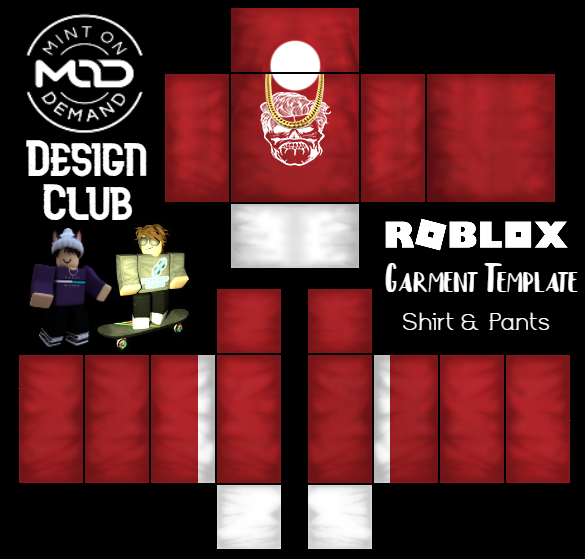 MINT ON
MOD
DEMAND
DESIGN
CLUB
ROBLOX
GARMENT TEMPLATE
Shirt & Pants